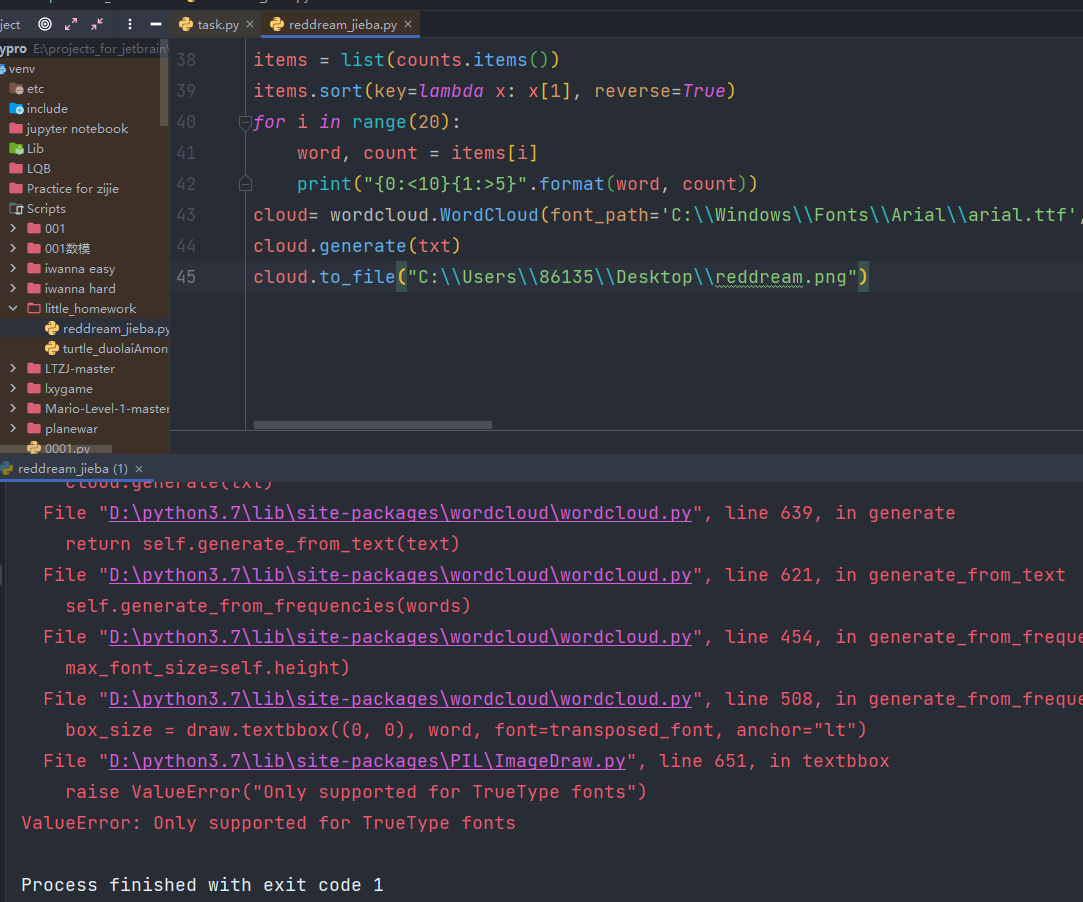 ject
task.py
reddream_jieba.py
ypro E:\projects_for_jetbrain\
venv
etc
include
jupyter notebook
Lib
LQB
Practice for zijie
Scripts
001
001数模
iwanna easy
iwanna hard
little_homework
reddream_jieba.py
turtle_duolaiAmon.
LTZJ-master
lxygame
Mario-Level-1-master
planewar
0001.py
38 items = list(counts.items())
39 items.sort(key=lambda x: x[1], reverse=True)
40 for i in range(20):
41 word, count = items[i]
42 print("{0:<10}{1:>5}".format(word, count))
43 cloud= wordcloud.WordCloud(font_path='C:\\Windows\\Fonts\\Arial\\arial.ttf',
44 cloud.generate(txt)
45 cloud.to_file("C:\\Users\\86135\\Desktop\\reddream.png")
reddream_jieba (1)
cloud.generate(txt)
File "D:\python3.7\lib\site-packages\wordcloud\wordcloud.py", line 639, in generate
return self.generate_from_text(text)
File "D:\python3.7\lib\site-packages\wordcloud\wordcloud.py", line 621, in generate_from_text
self.generate_from_frequencies(words)
File "D:\python3.7\lib\site-packages\wordcloud\wordcloud.py", line 454, in generate_from_freque
max_font_size=self.height)
File "D:\python3.7\lib\site-packages\wordcloud\wordcloud.py", line 508, in generate_from_freque
box_size = draw.textbbox((0, 0), word, font=transposed_font, anchor="lt")
File "D:\python3.7\lib\site-packages\PIL\ImageDraw.py", line 651, in textbbox
raise ValueError("Only supported for TrueType fonts")
ValueError: Only supported for TrueType fonts
Process finished with exit code 1